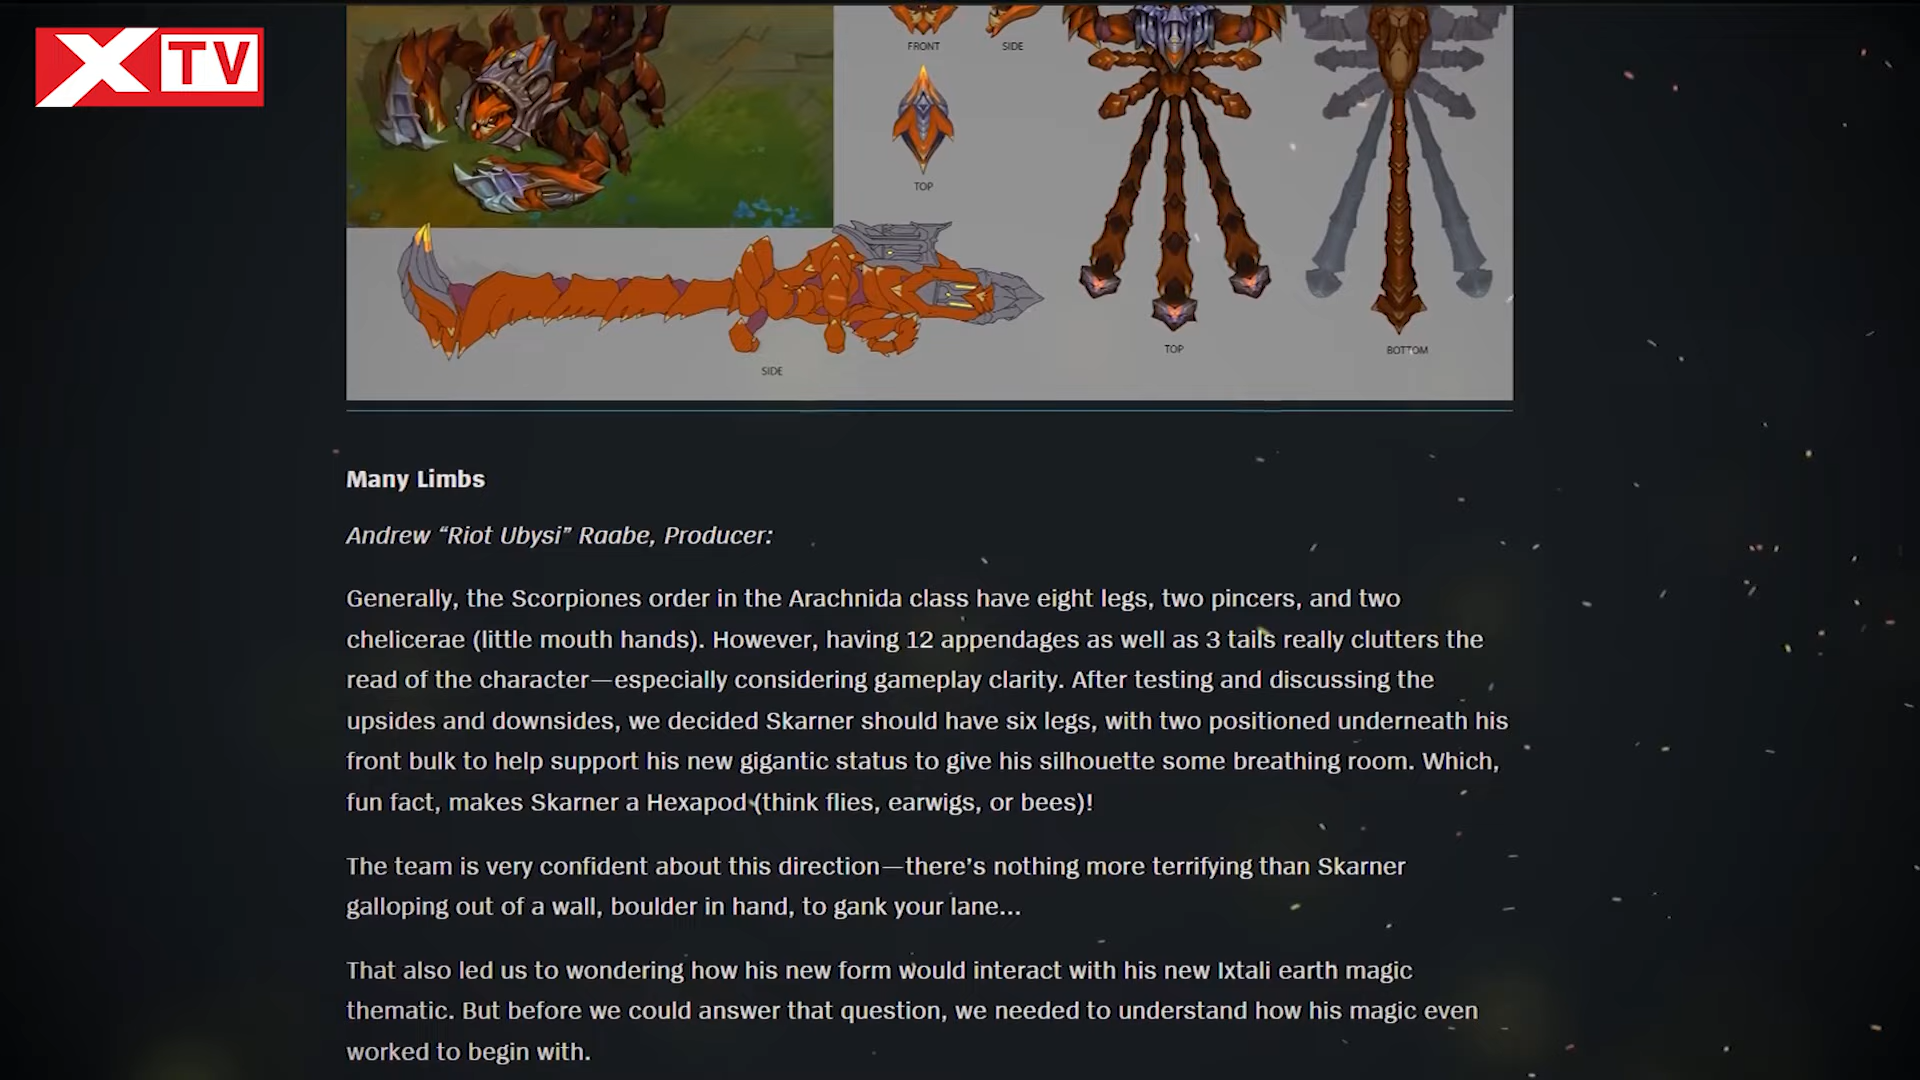 XTV
FRONT
SIDE
TOP
SIDE
TOP
BOTTOM
Many Limbs
Andrew “Riot Ubysi” Raabe, Producer:
Generally, the Scorpiones order in the Arachnida class have eight legs, two pincers, and two
chelicerae (little mouth hands). However, having 12 appendages as well as 3 tails really clutters the
read of the character—especially considering gameplay clarity. After testing and discussing the
upsides and downsides, we decided Skarner should have six legs, with two positioned underneath his
front bulk to help support his new gigantic status to give his silhouette some breathing room. Which,
fun fact, makes Skarner a Hexapod (think flies, earwigs, or bees)!
The team is very confident about this direction—there’s nothing more terrifying than Skarner
galloping out of a wall, boulder in hand, to gank your lane...
That also led us to wondering how his new form would interact with his new Ixtali earth magic
thematic. But before we could answer that question, we needed to understand how his magic even
worked to begin with.